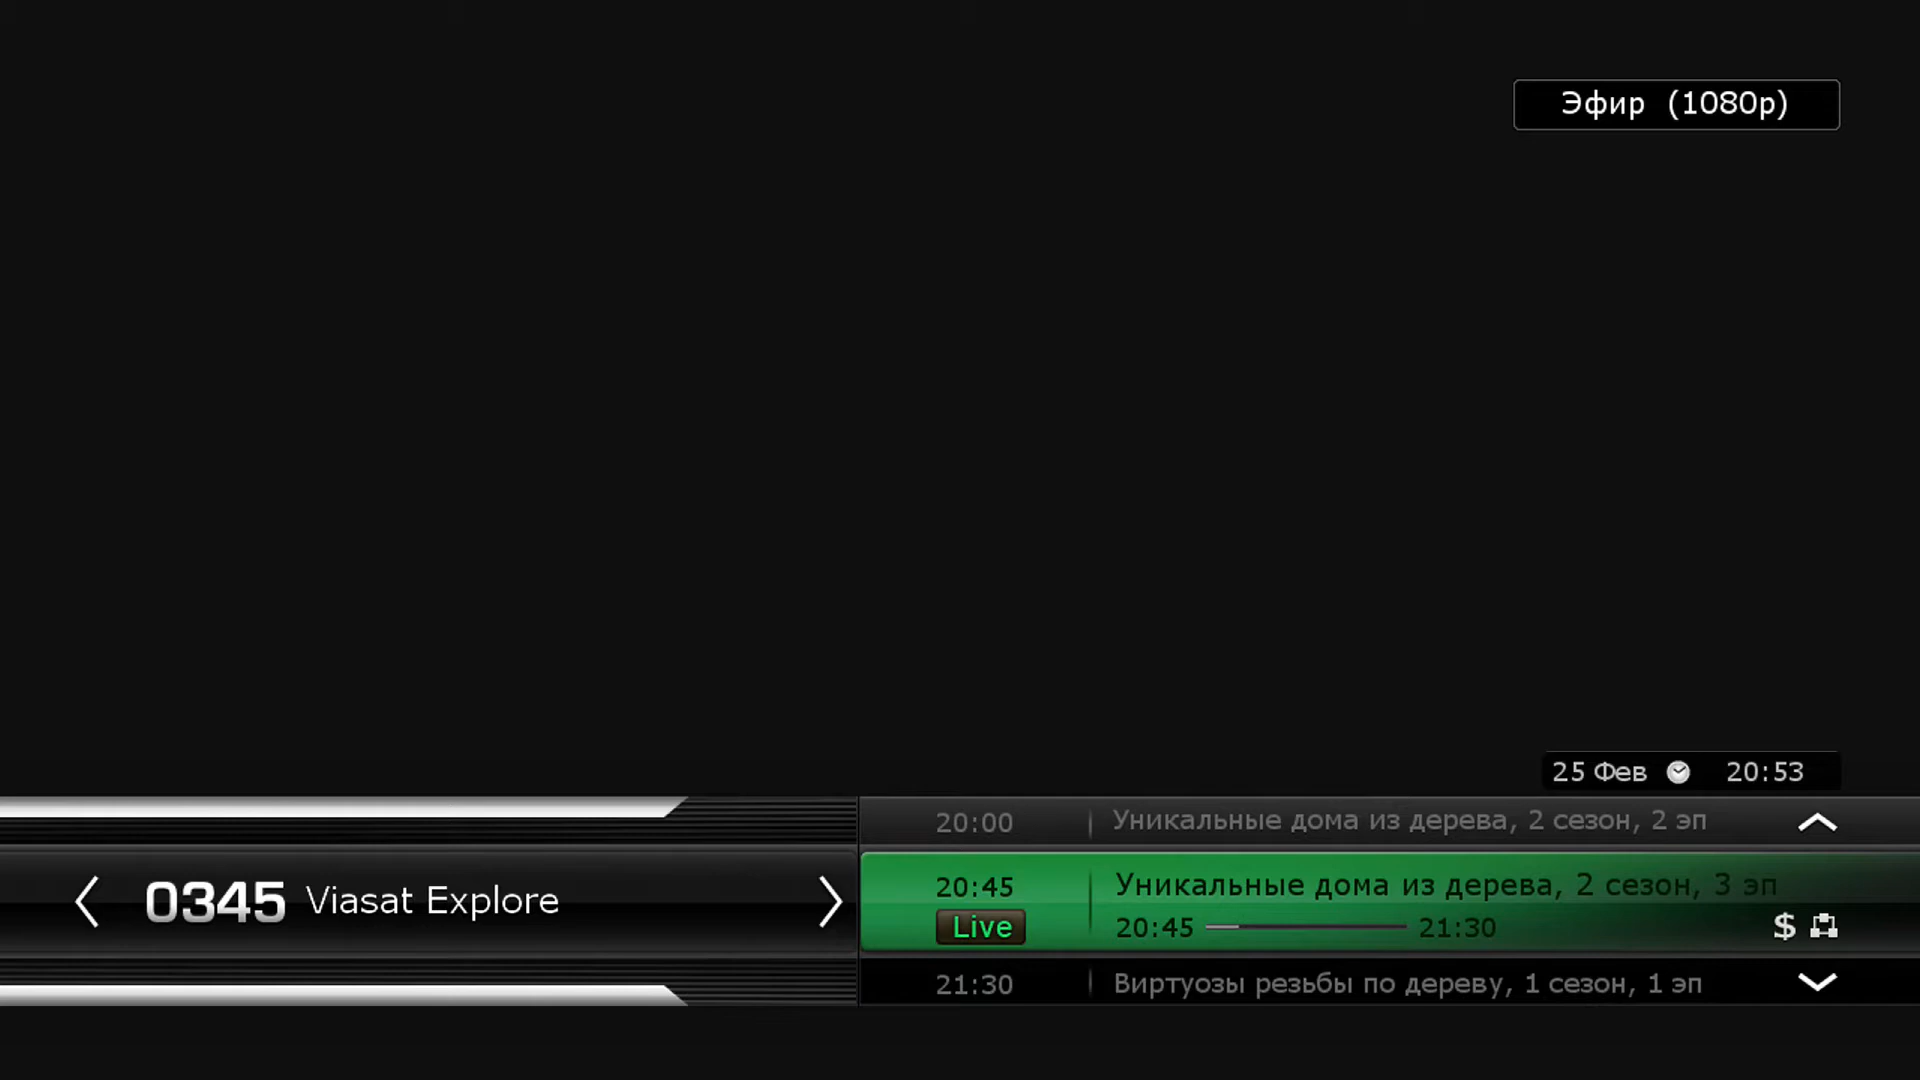 Эфир (1080p)
25 Фев 20:53
20:00 Уникальные дома из дерева, 2 сезон, 2 эп
0345 Viasat Explore
20:45 Уникальные дома из дерева, 2 сезон, 3 эп
Live 20:45 21:30 $
21:30 Виртуозы резьбы по дереву, 1 сезон, 1 эп